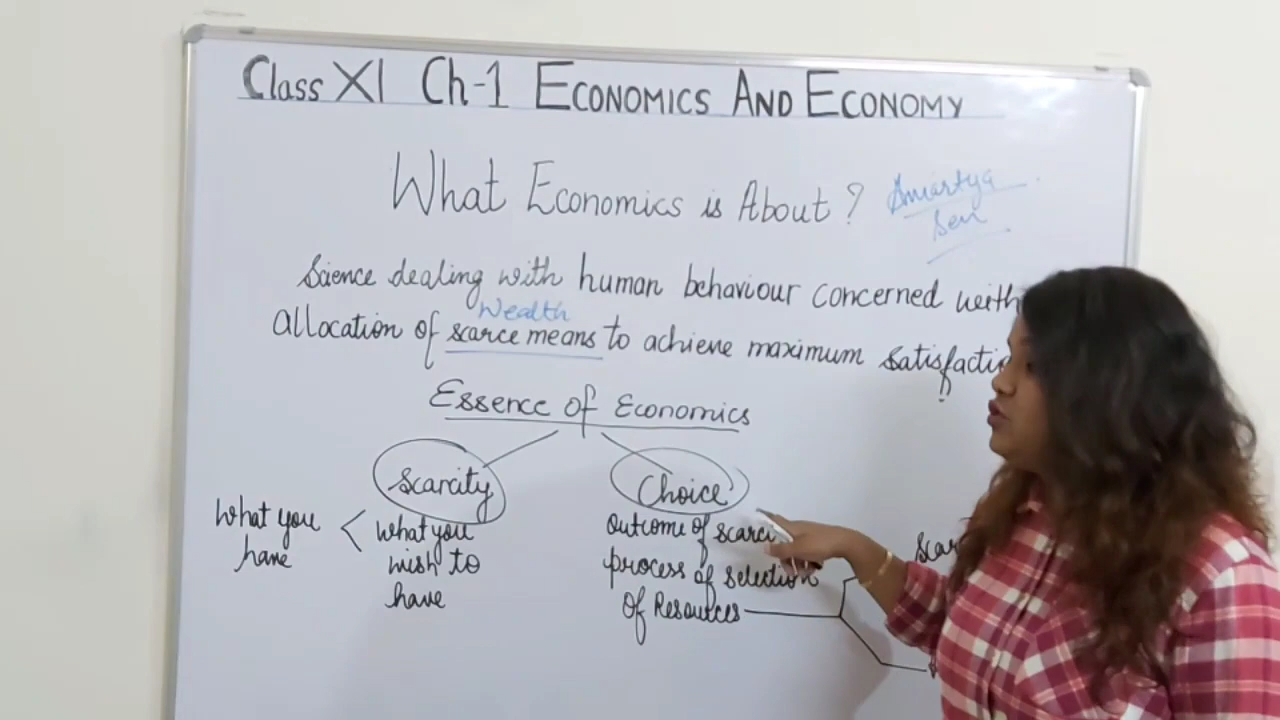 Class XI Ch-1 ECONOMICS AND ECONOMY
What Economics is About ?
Amartya
Sen
Science dealing with human behaviour concerned with
Wealth
allocation of scarce means to achieve maximum
Essence of Economics
Scarcity
Choice
What you
have
<
what you
wish to
have
Outcome of
process of selection
of Resources